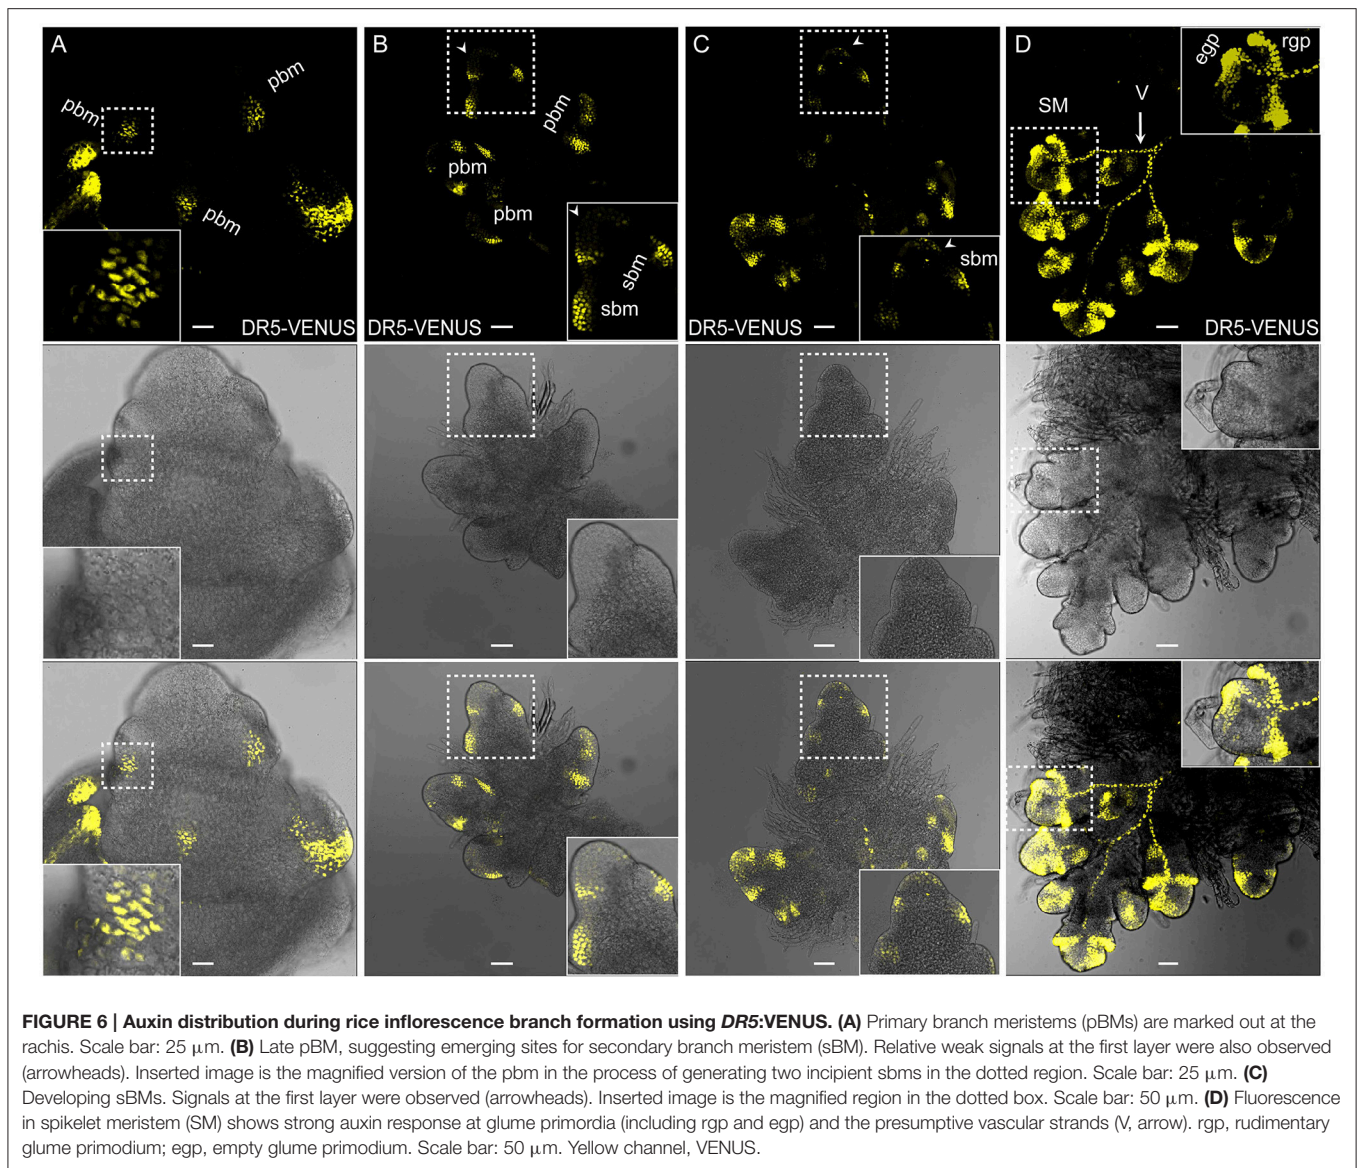 A
pbm
pbm
pbm
DR5-VENUS
B
pbm
pbm
pbm
sbm
sbm
DR5-VENUS
C
sbm
DR5-VENUS
D
egp
rgp
SM
V
DR5-VENUS
FIGURE 6 | Auxin distribution during rice inflorescence branch formation using DR5:VENUS. (A) Primary branch meristems (pBMs) are marked out at the
rachis. Scale bar: 25 μm. (B) Late pBM, suggesting emerging sites for secondary branch meristem (sBM). Relative weak signals at the first layer were also observed
(arrowheads). Inserted image is the magnified version of the pbm in the process of generating two incipient sbms in the dotted region. Scale bar: 25 μm. (C)
Developing sBMs. Signals at the first layer were observed (arrowheads). Inserted image is the magnified region in the dotted box. Scale bar: 50 μm. (D) Fluorescence
in spikelet meristem (SM) shows strong auxin response at glume primordia (including rgp and egp) and the presumptive vascular strands (V, arrow). rgp, rudimentary
glume primodium; egp, empty glume primodium. Scale bar: 50 μm. Yellow channel, VENUS.